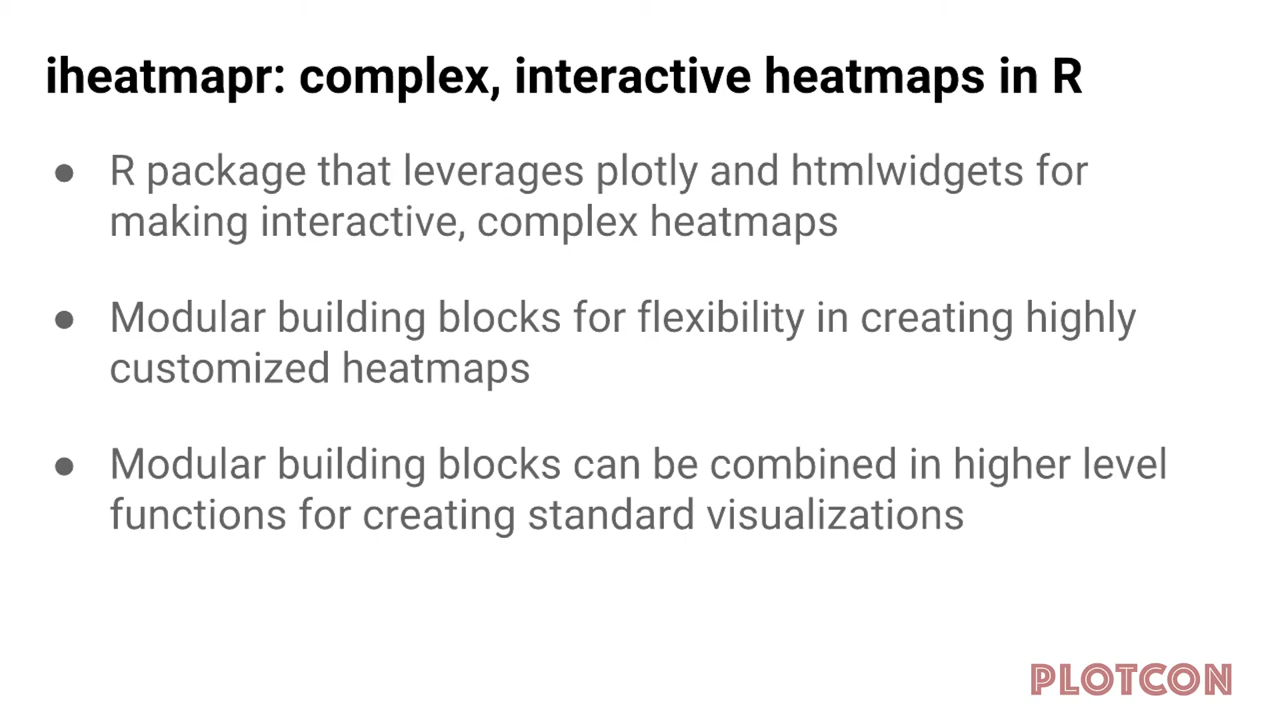 iheatmapr: complex, interactive heatmaps in R
● R package that leverages plotly and htmlwidgets for
making interactive, complex heatmaps
● Modular building blocks for flexibility in creating highly
customized heatmaps
● Modular building blocks can be combined in higher level
functions for creating standard visualizations
PLOTCON